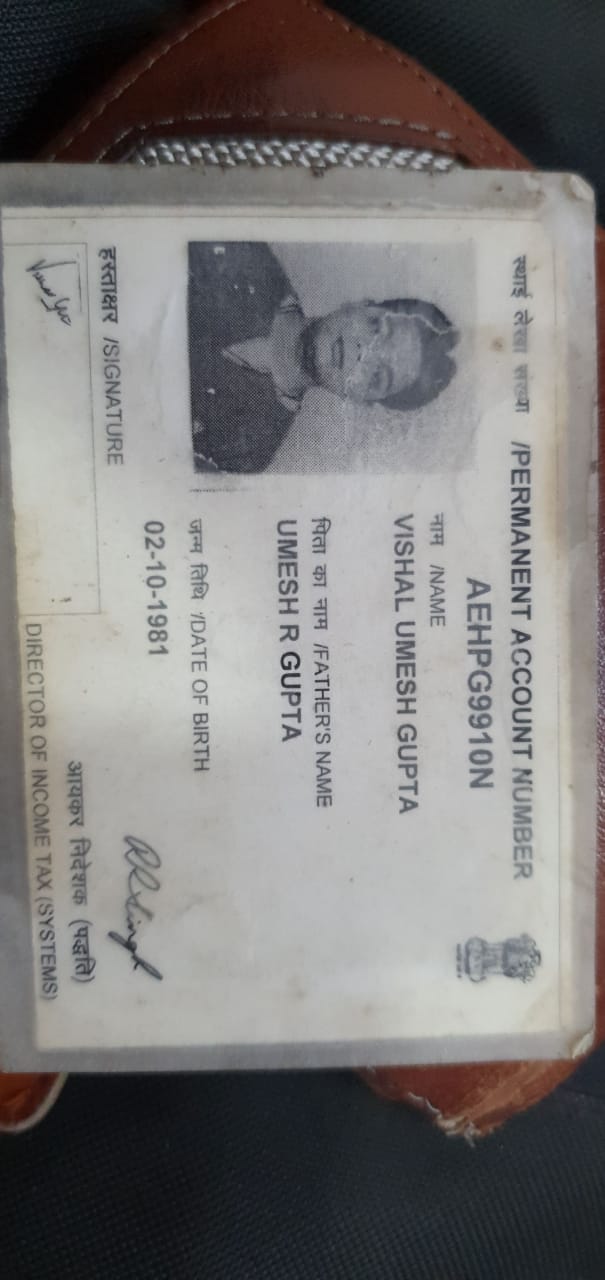 स्थाई लेखा संख्या /PERMANENT ACCOUNT NUMBER
AEHPG9910N
नाम /NAME
VISHAL UMESH GUPTA
पिता का नाम /FATHER'S NAME
UMESH R GUPTA
जन्म तिथि /DATE OF BIRTH
02-10-1981
हस्ताक्षर /SIGNATURE
आयकर निदेशक (पद्धति)
DIRECTOR OF INCOME TAX (SYSTEMS)